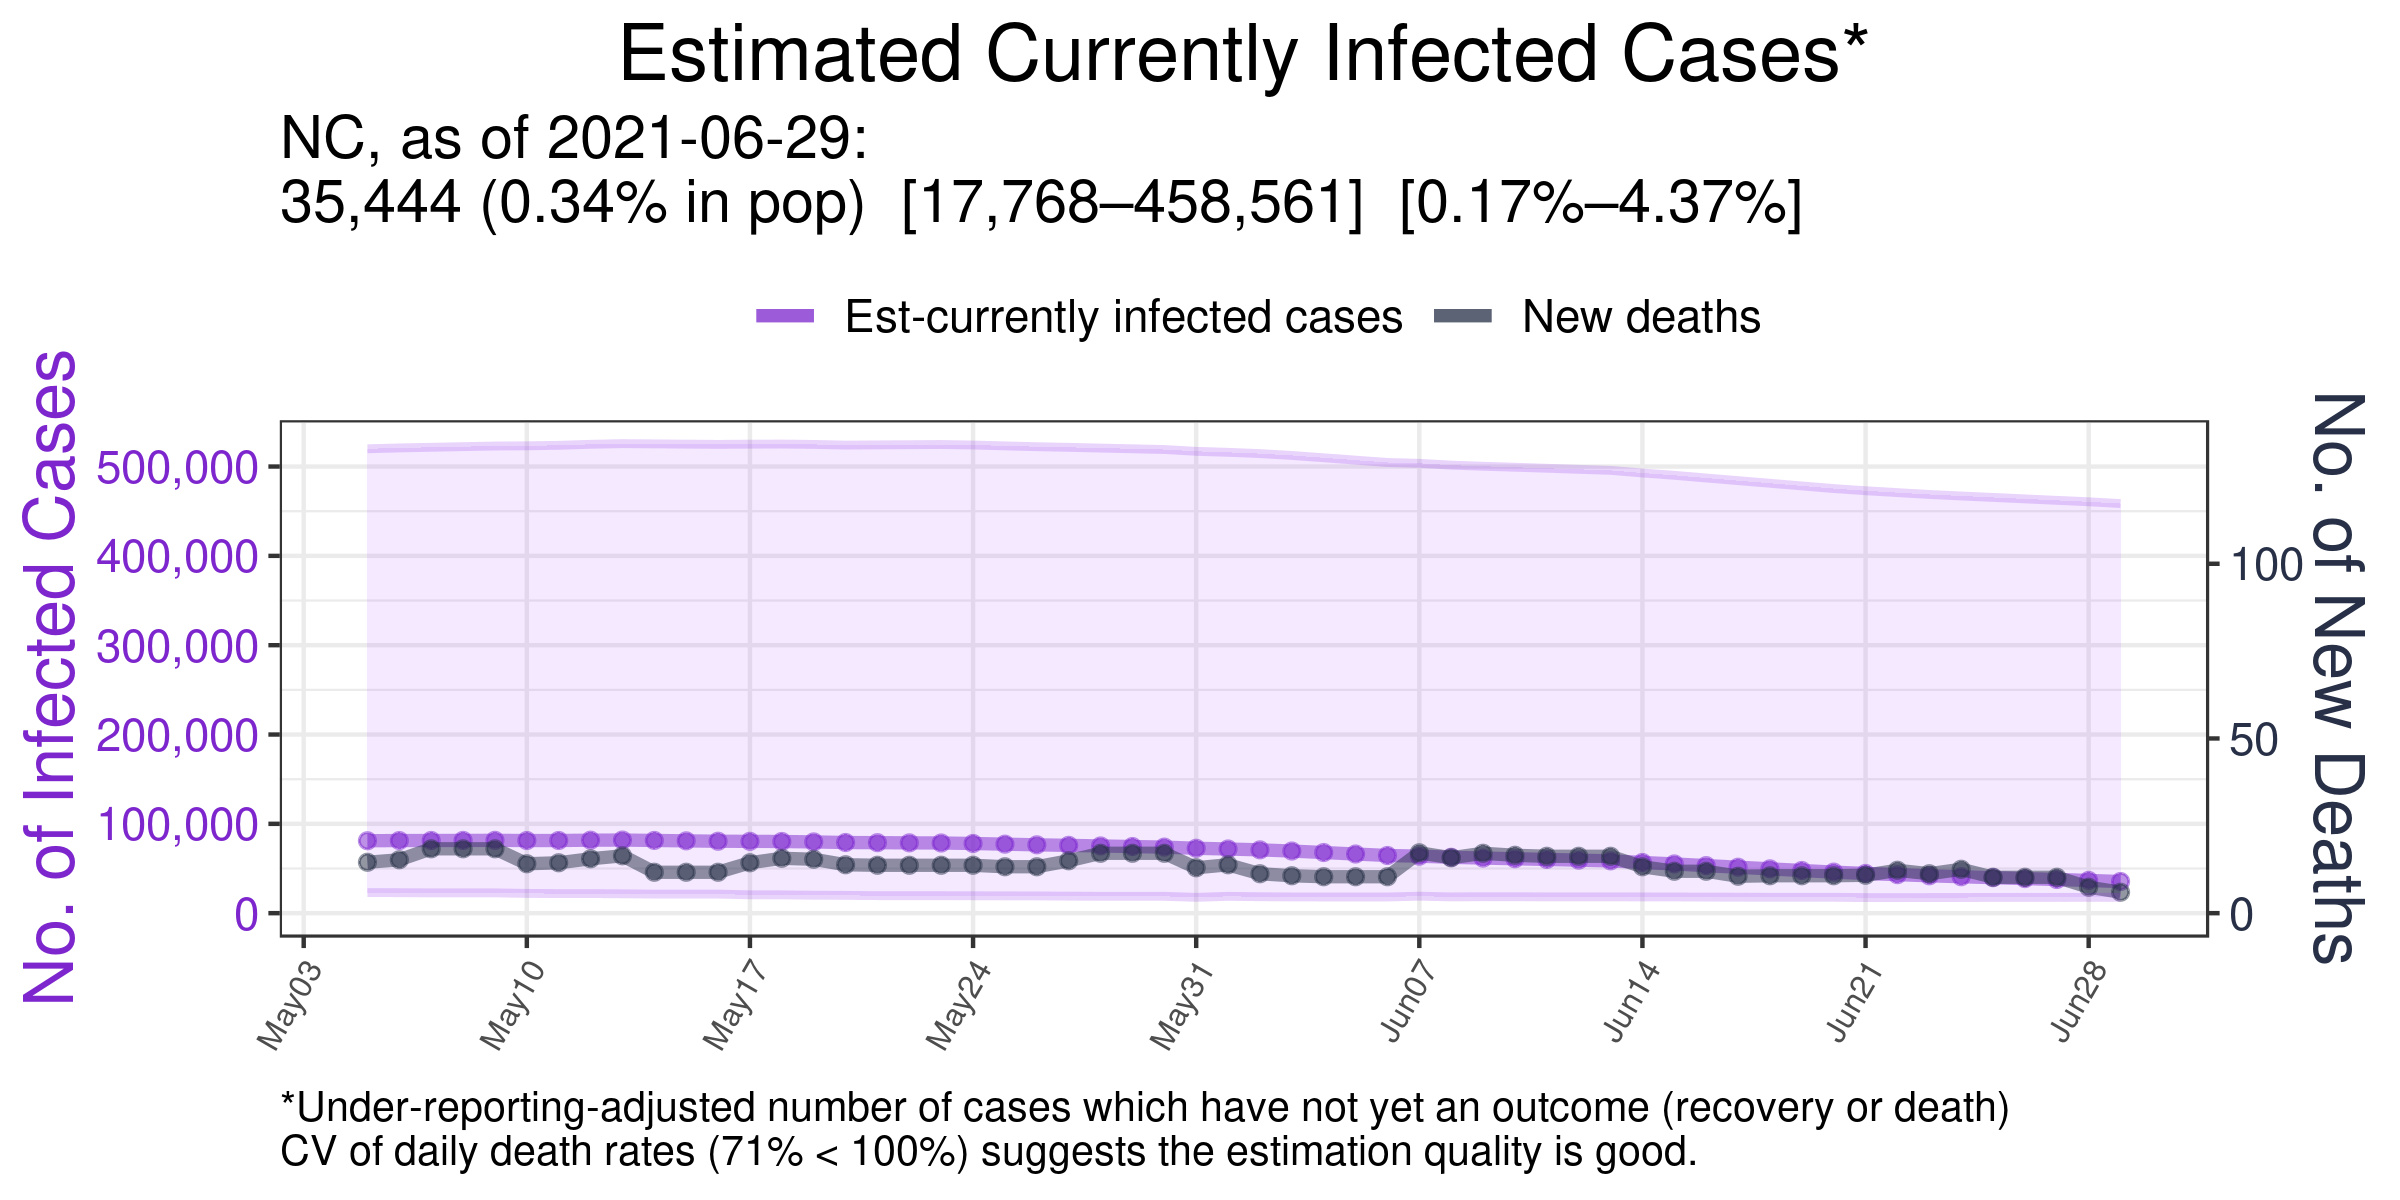 Estimated Currently Infected Cases*
NC, as of 2021-06-29:
35,444 (0.34% in pop)  [17,768–458,561]  [0.17%–4.37%]
Est-currently infected cases
New deaths
No. of Infected Cases
500,000
400,000
300,000
200,000
100,000
0
No. of New Deaths
100
50
0
May03
May10
May17
May24
May31
Jun07
Jun14
Jun21
Jun28
*Under-reporting-adjusted number of cases which have not yet an outcome (recovery or death)
CV of daily death rates (71% < 100%) suggests the estimation quality is good.